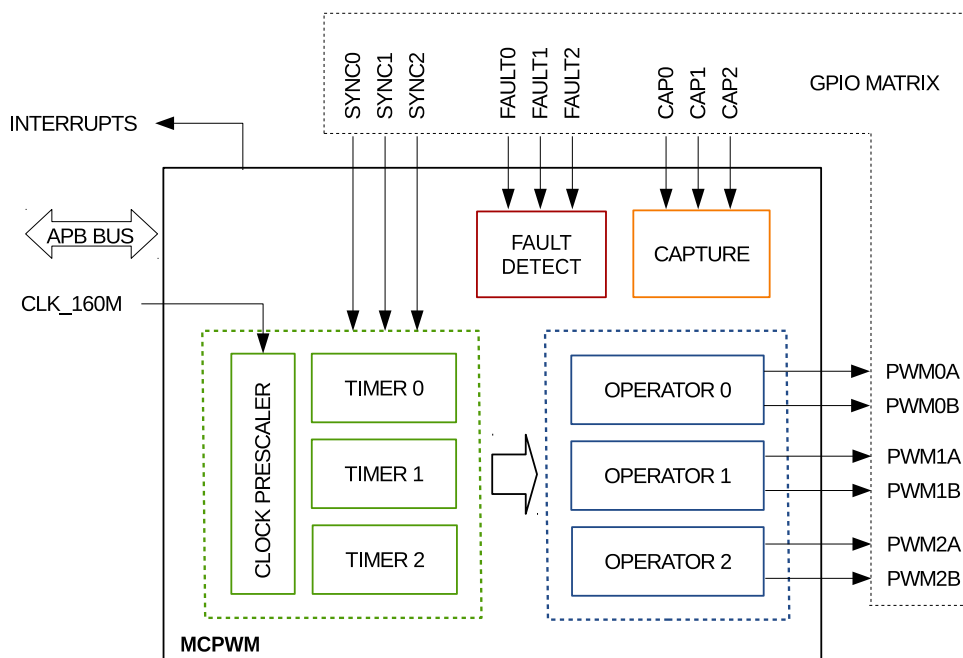 SYNC0
SYNC1
SYNC2
FAULT0
FAULT1
FAULT2
CAP0
CAP1
CAP2
GPIO MATRIX
INTERRUPTS
APB BUS
CLK_160M
FAULT
DETECT
CAPTURE
CLOCK PRESCALER
TIMER 0
TIMER 1
TIMER 2
OPERATOR 0
OPERATOR 1
OPERATOR 2
PWM0A
PWM0B
PWM1A
PWM1B
PWM2A
PWM2B
MCPWM